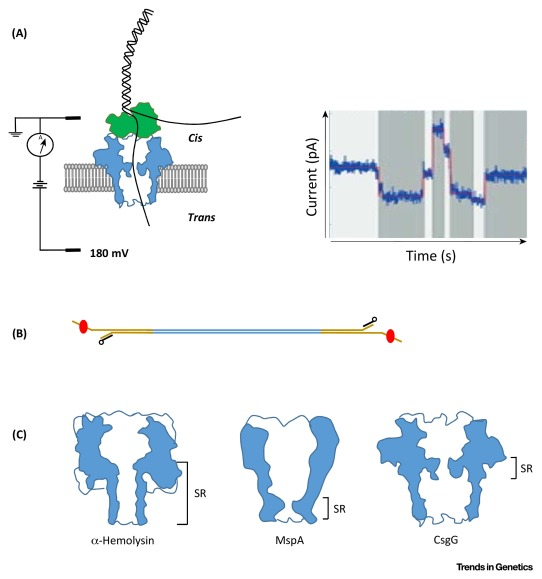 (A)
Cis
Trans
A
180 mV
Current (pA)
Time (s)
(B)
(C)
SR
SR
SR
α-Hemolysin
MspA
CsgG
Trends in Genetics